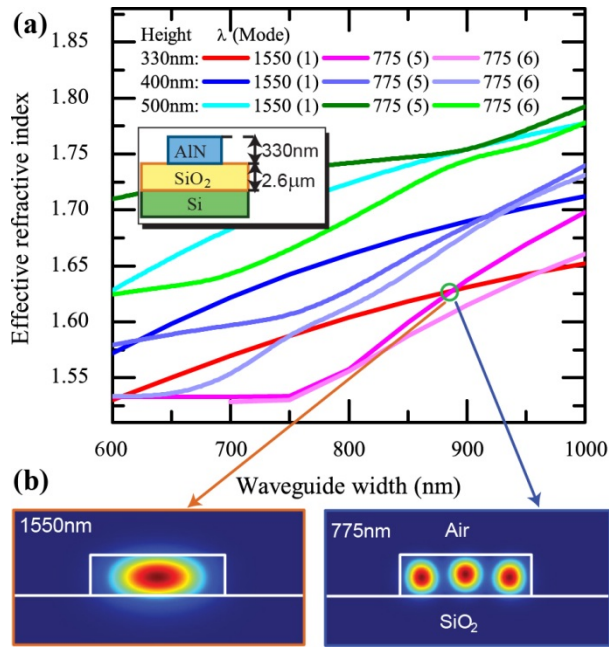 (a)
Height λ (Mode)
330nm: 1550 (1) 775 (5) 775 (6)
400nm: 1550 (1) 775 (5) 775 (6)
500nm: 1550 (1) 775 (5) 775 (6)
1.85
1.80
1.75
1.70
1.65
1.60
1.55
Effective refractive index
AlN
330nm
SiO₂
2.6μm
Si
600 700 800 900 1000
Waveguide width (nm)
(b)
1550nm
775nm
Air
SiO₂